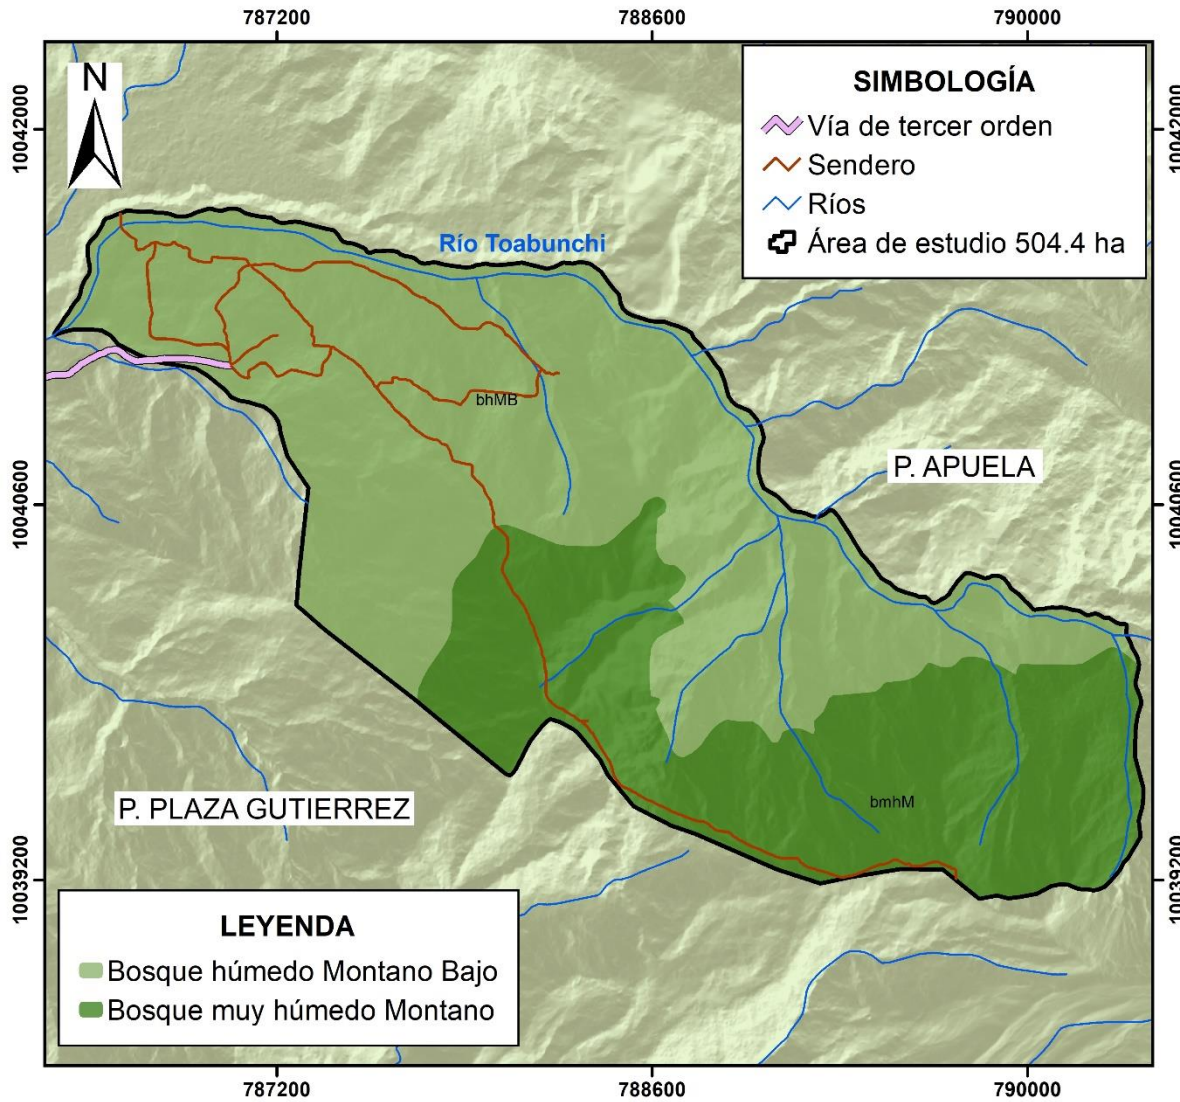 787200
788600
790000
10042000
10042000
N
SIMBOLOGÍA
Vía de tercer orden
Sendero
Ríos
Área de estudio 504.4 ha
Río Toabunchi
bhMB
P. APUELA
10040600
10040600
P. PLAZA GUTIERREZ
bmhM
10039200
10039200
LEYENDA
Bosque húmedo Montano Bajo
Bosque muy húmedo Montano
787200
788600
790000